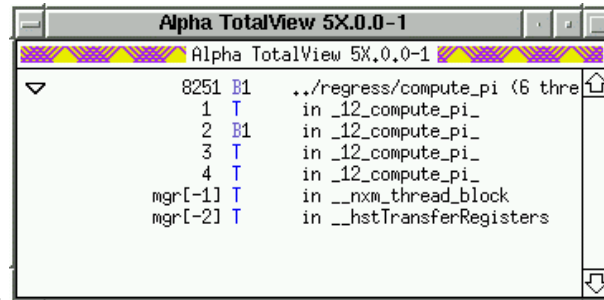 Alpha TotalView 5X.0.0-1
Alpha TotalView 5X.0.0-1
8251 B1 ../regress/compute_pi (6 thre
1 T in _12_compute_pi_
2 B1 in _12_compute_pi_
3 T in _12_compute_pi_
4 T in _12_compute_pi_
mgr[-1] T in __nxm_thread_block
mgr[-2] T in __hstTransferRegisters